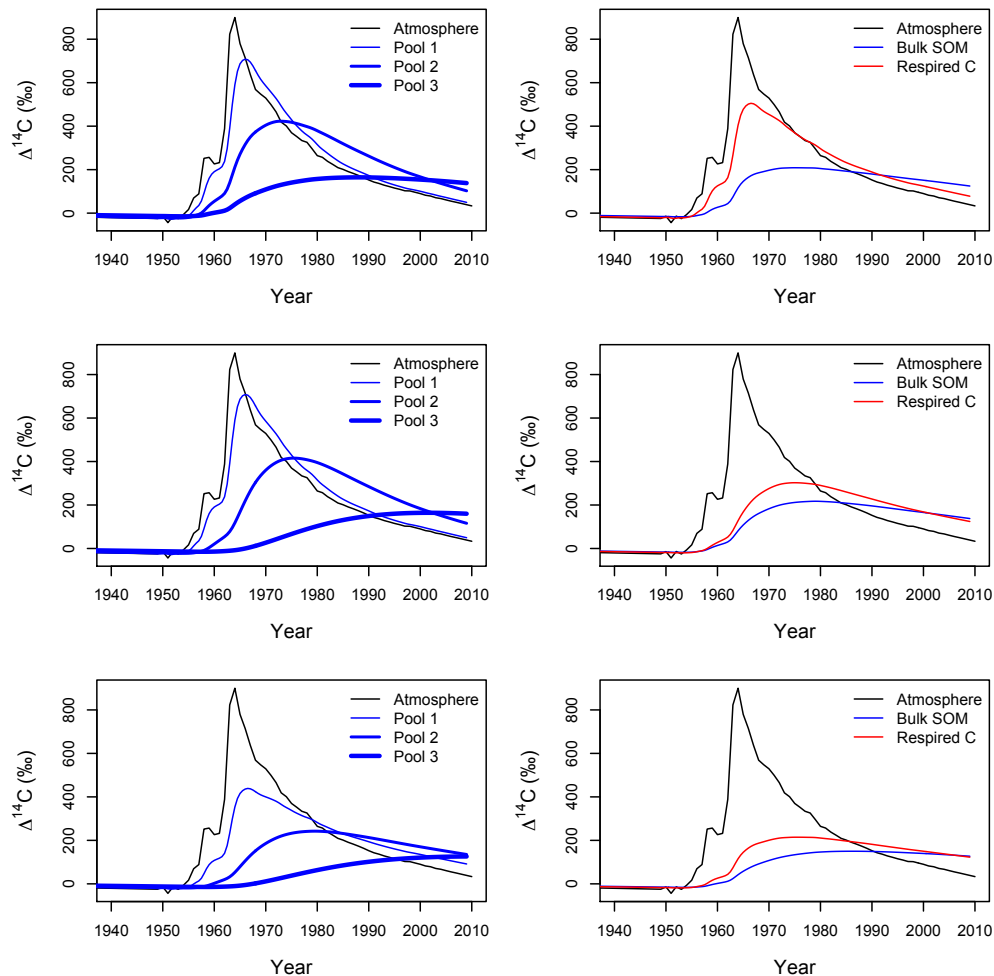 Δ¹⁴C (‰)
800
600
400
200
0
Atmosphere
Pool 1
Pool 2
Pool 3
1940 1950 1960 1970 1980 1990 2000 2010
Year
Δ¹⁴C (‰)
800
600
400
200
0
Atmosphere
Bulk SOM
Respired C
1940 1950 1960 1970 1980 1990 2000 2010
Year
Δ¹⁴C (‰)
800
600
400
200
0
Atmosphere
Pool 1
Pool 2
Pool 3
1940 1950 1960 1970 1980 1990 2000 2010
Year
Δ¹⁴C (‰)
800
600
400
200
0
Atmosphere
Bulk SOM
Respired C
1940 1950 1960 1970 1980 1990 2000 2010
Year
Δ¹⁴C (‰)
800
600
400
200
0
Atmosphere
Pool 1
Pool 2
Pool 3
1940 1950 1960 1970 1980 1990 2000 2010
Year
Δ¹⁴C (‰)
800
600
400
200
0
Atmosphere
Bulk SOM
Respired C
1940 1950 1960 1970 1980 1990 2000 2010
Year